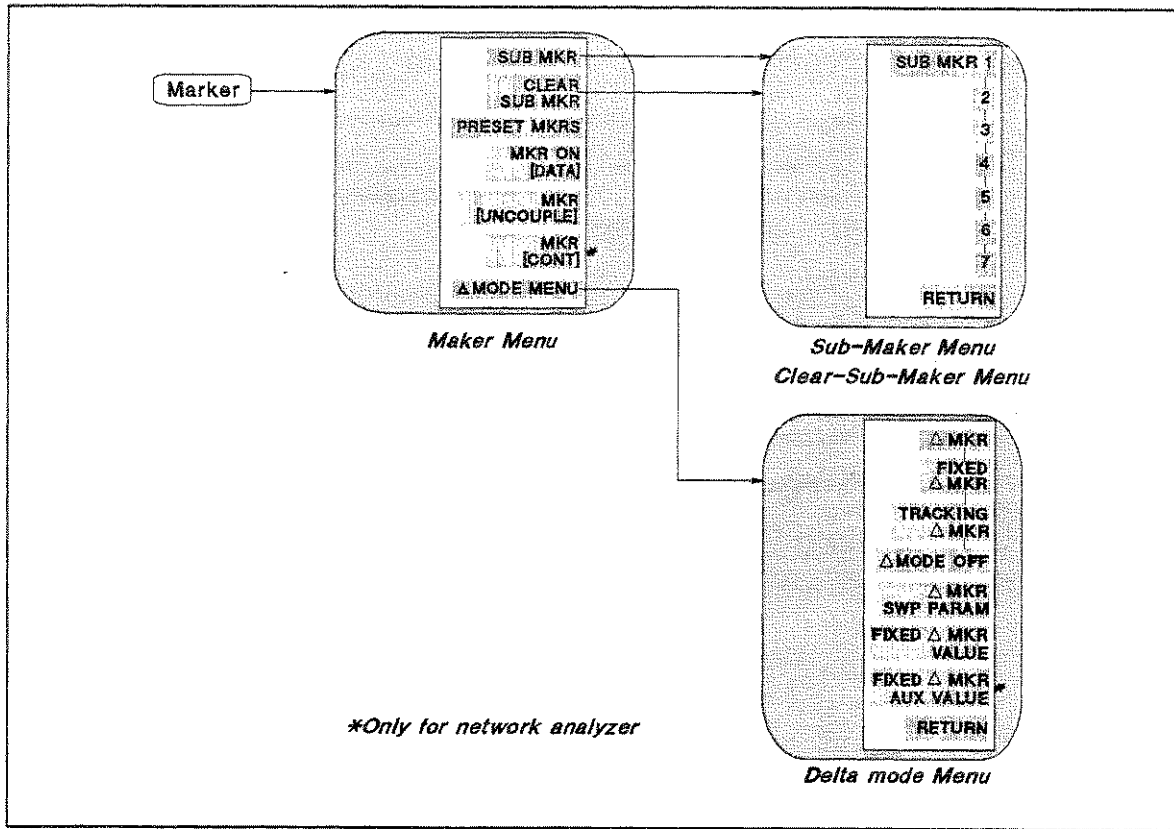 Marker
SUB MKR
CLEAR
SUB MKR
PRESET MKRS
MKR ON
[DATA]
MKR
[UNCOUPLE]
MKR
[CONT] *
ΔMODE MENU
Maker Menu
SUB MKR 1
2
3
4
5
6
7
RETURN
Sub-Maker Menu
Clear-Sub-Maker Menu
Δ MKR
FIXED
Δ MKR
TRACKING
Δ MKR
ΔMODE OFF
Δ MKR
SWP PARAM
FIXED Δ MKR
VALUE
FIXED Δ MKR
AUX VALUE *
RETURN
Delta mode Menu
*Only for network analyzer